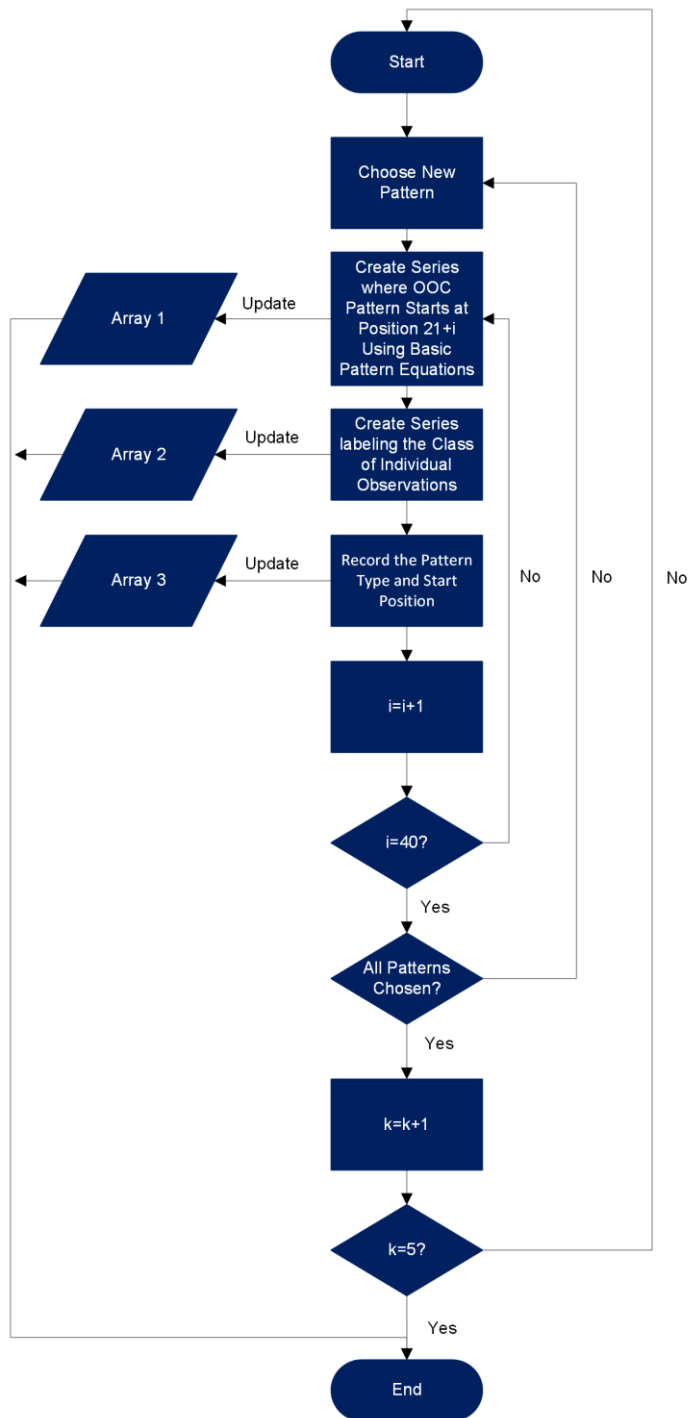 Start
Choose New
Pattern
Create Series
where OOC
Pattern Starts at
Position 21+i
Using Basic
Pattern Equations
Update
Array 1
Create Series
labeling the Class
of Individual
Observations
Update
Array 2
Record the Pattern
Type and Start
Position
Update
Array 3
No
No
No
i=i+1
i=40?
Yes
All Patterns
Chosen?
Yes
k=k+1
k=5?
Yes
End